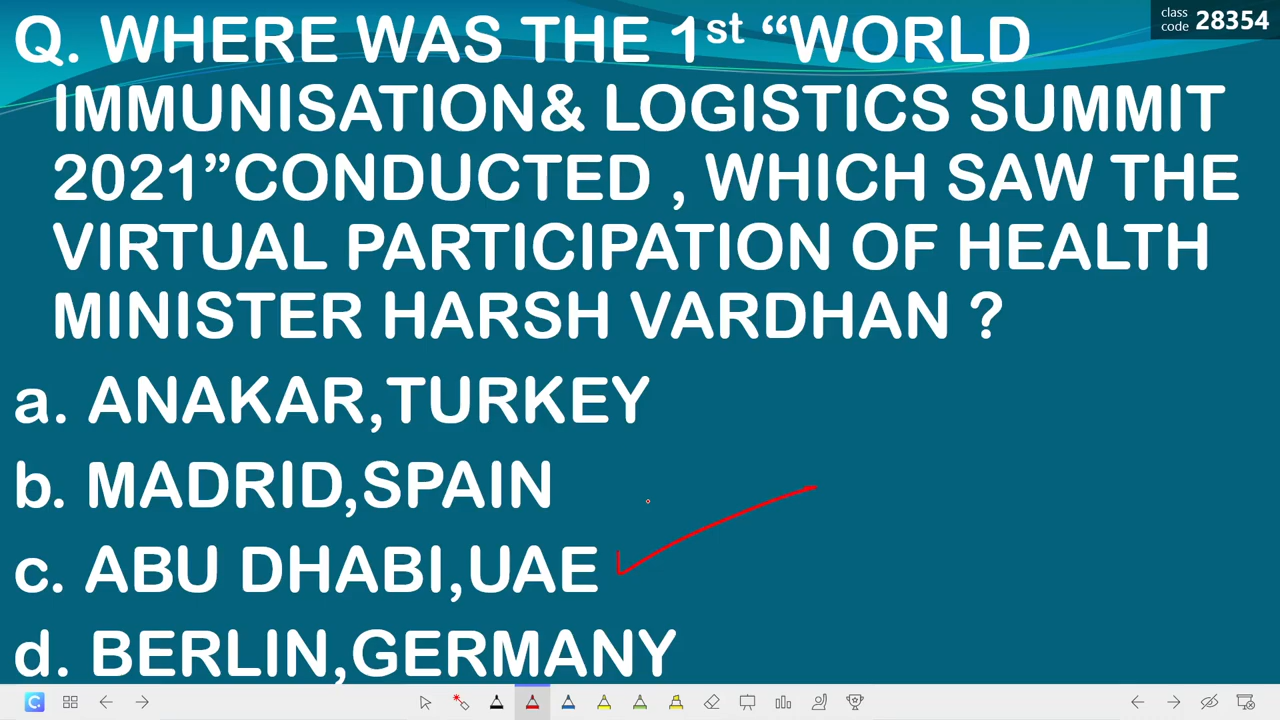 class
code 28354
Q. WHERE WAS THE 1st “WORLD
IMMUNISATION& LOGISTICS SUMMIT
2021”CONDUCTED , WHICH SAW THE
VIRTUAL PARTICIPATION OF HEALTH
MINISTER HARSH VARDHAN ?
a. ANAKAR,TURKEY
b. MADRID,SPAIN
c. ABU DHABI,UAE
d. BERLIN,GERMANY